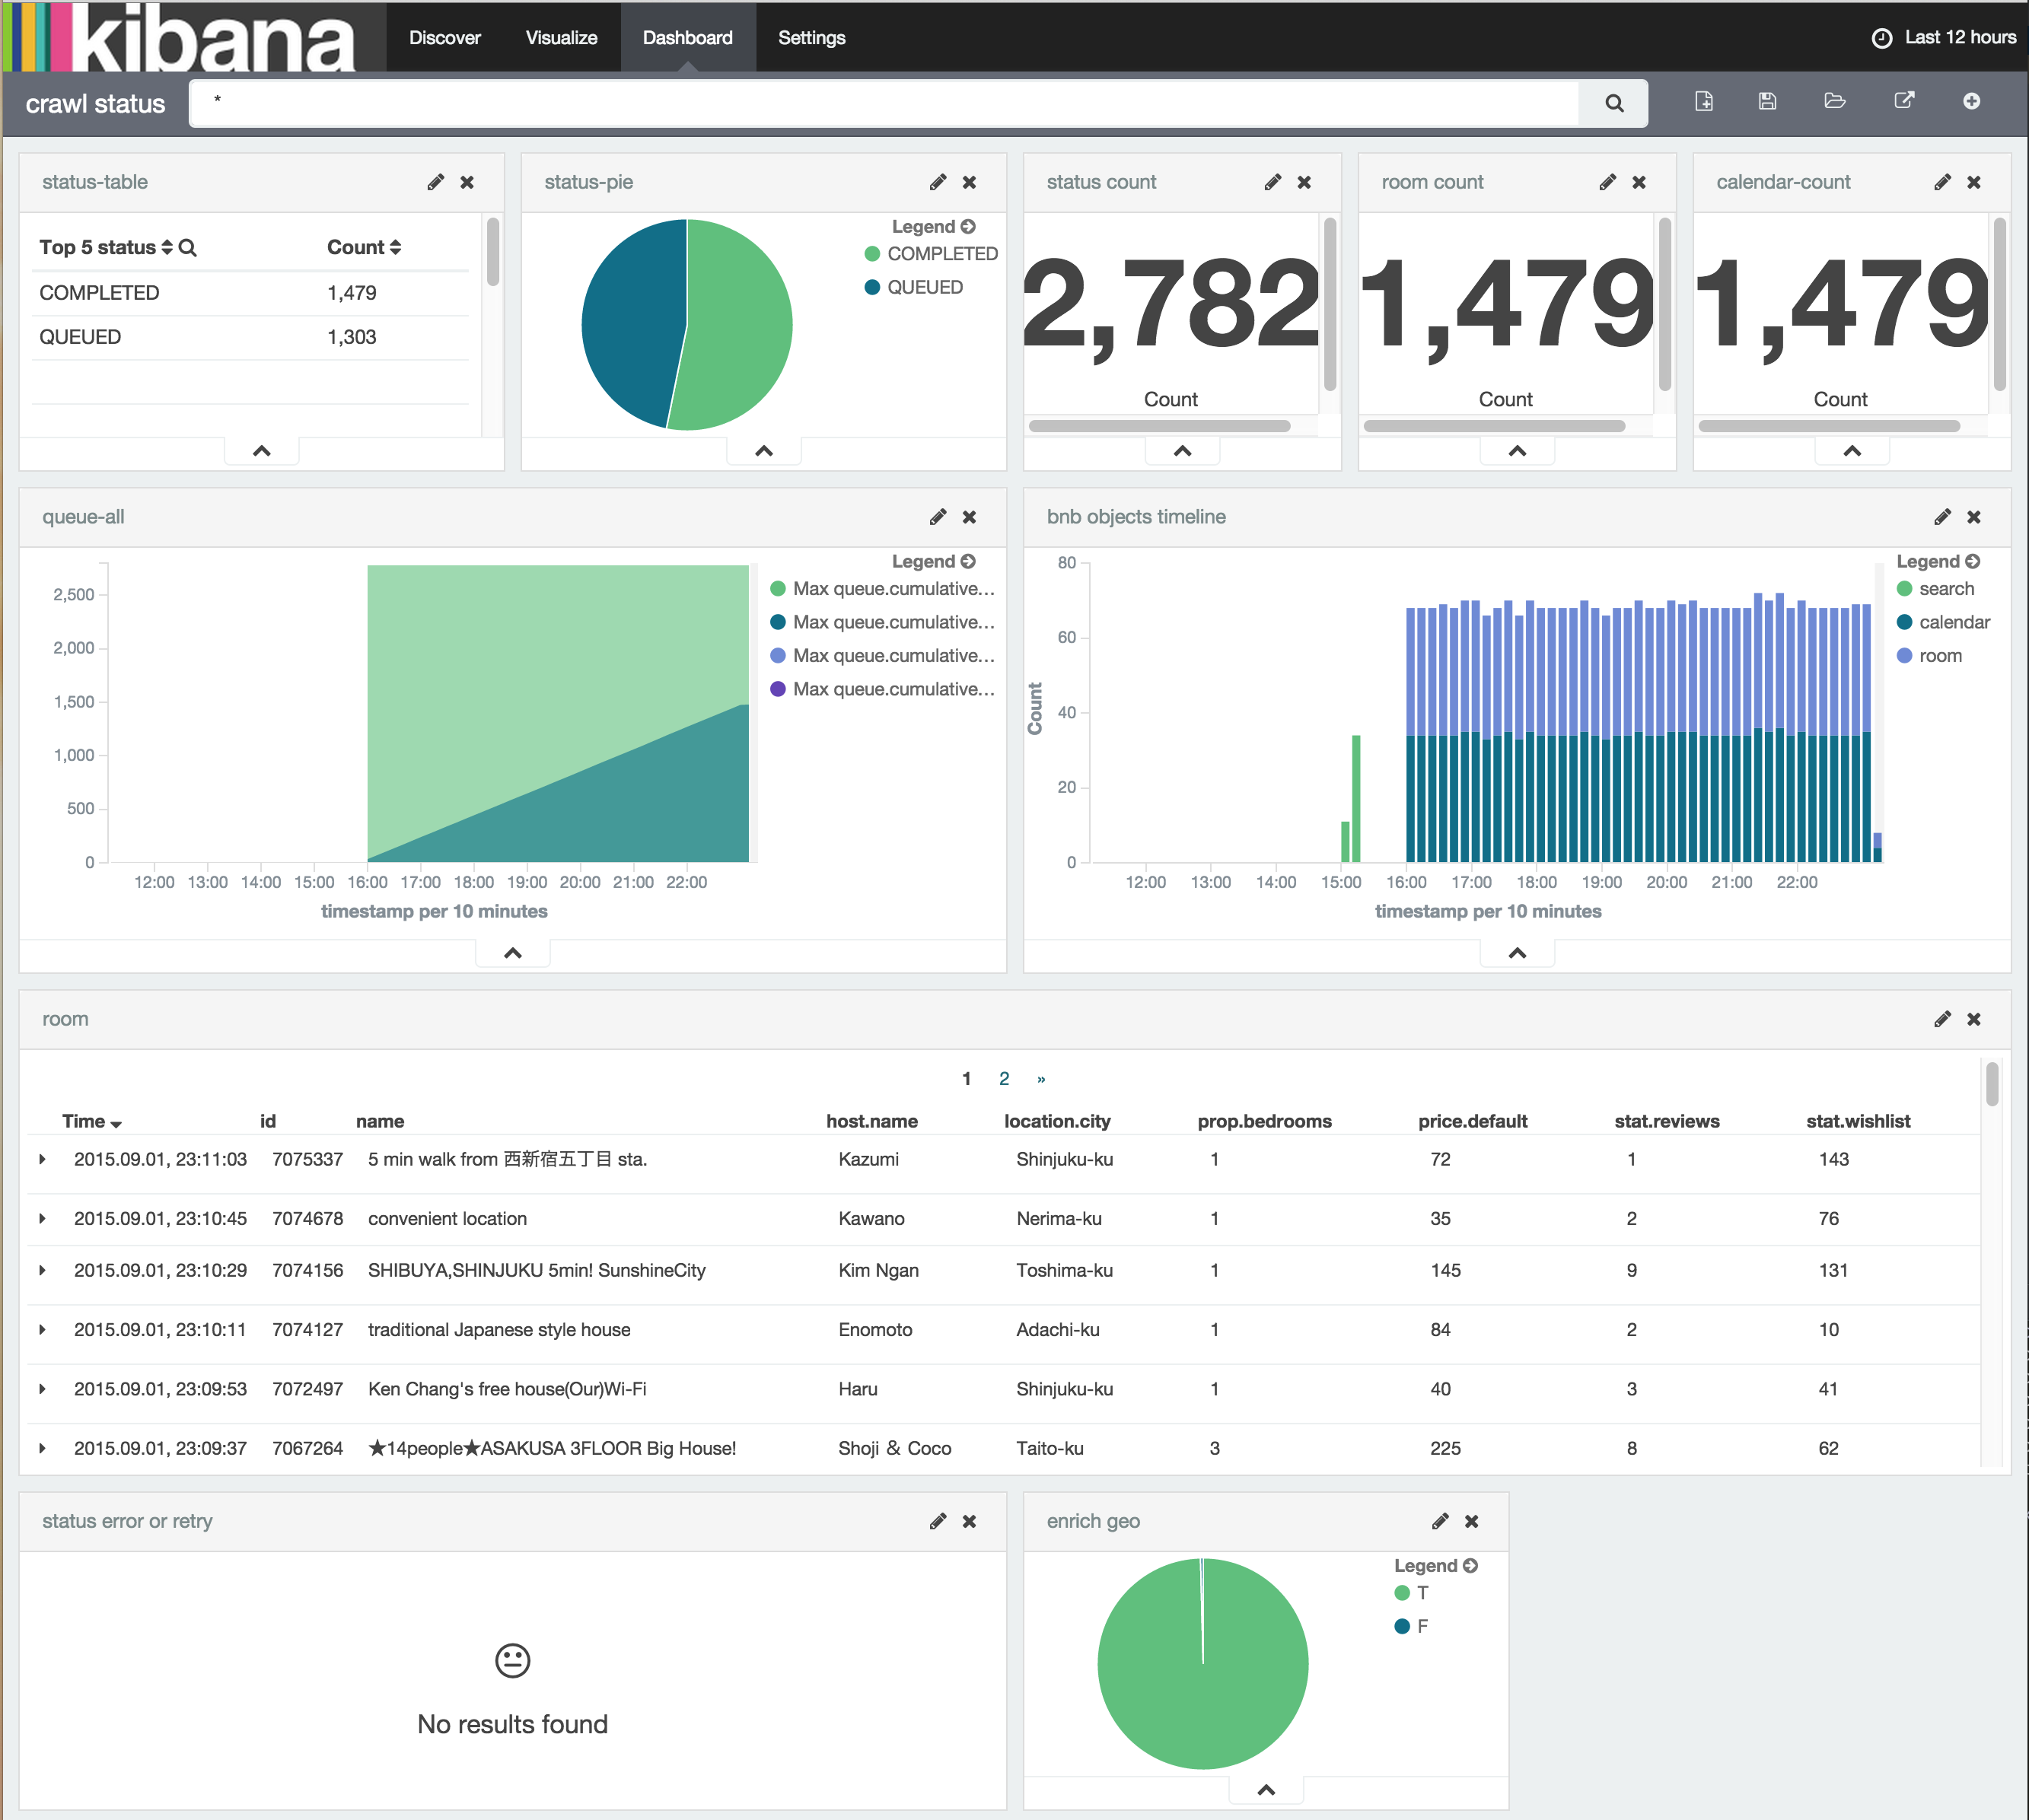 kibana
Discover Visualize Dashboard Settings Last 12 hours
crawl status *
status-table
Top 5 status Count
COMPLETED 1,479
QUEUED 1,303
status-pie
Legend
COMPLETED
QUEUED
status count
2,782
Count
room count
1,479
Count
calendar-count
1,479
Count
queue-all
Legend
Max queue.cumulative…
Max queue.cumulative…
Max queue.cumulative…
Max queue.cumulative…
2,500
2,000
1,500
1,000
500
0
12:00 13:00 14:00 15:00 16:00 17:00 18:00 19:00 20:00 21:00 22:00
timestamp per 10 minutes
bnb objects timeline
Legend
search
calendar
room
80
60
40
20
0
Count
12:00 13:00 14:00 15:00 16:00 17:00 18:00 19:00 20:00 21:00 22:00
timestamp per 10 minutes
room
1 2 »
Time id name host.name location.city prop.bedrooms price.default stat.reviews stat.wishlist
2015.09.01, 23:11:03 7075337 5 min walk from 西新宿五丁目 sta. Kazumi Shinjuku-ku 1 72 1 143
2015.09.01, 23:10:45 7074678 convenient location Kawano Nerima-ku 1 35 2 76
2015.09.01, 23:10:29 7074156 SHIBUYA,SHINJUKU 5min! SunshineCity Kim Ngan Toshima-ku 1 145 9 131
2015.09.01, 23:10:11 7074127 traditional Japanese style house Enomoto Adachi-ku 1 84 2 10
2015.09.01, 23:09:53 7072497 Ken Chang's free house(Our)Wi-Fi Haru Shinjuku-ku 1 40 3 41
2015.09.01, 23:09:37 7067264 ★14people★ASAKUSA 3FLOOR Big House! Shoji & Coco Taito-ku 3 225 8 62
status error or retry
No results found
enrich geo
Legend
T
F